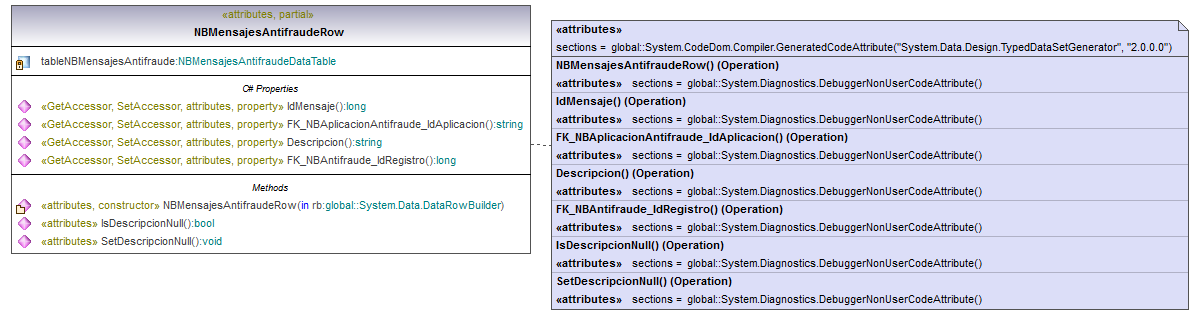 «attributes, partial»
NBMensajesAntifraudeRow
tableNBMensajesAntifraude:NBMensajesAntifraudeDataTable
C# Properties
«GetAccessor, SetAccessor, attributes, property» IdMensaje():long
«GetAccessor, SetAccessor, attributes, property» FK_NBAplicacionAntifraude_IdAplicacion():string
«GetAccessor, SetAccessor, attributes, property» Descripcion():string
«GetAccessor, SetAccessor, attributes, property» FK_NBAntifraude_IdRegistro():long
Methods
«attributes, constructor» NBMensajesAntifraudeRow(in rb:global::System.Data.DataRowBuilder)
«attributes» IsDescripcionNull():bool
«attributes» SetDescripcionNull():void
«attributes»
sections = global::System.CodeDom.Compiler.GeneratedCodeAttribute("System.Data.Design.TypedDataSetGenerator", "2.0.0.0")
NBMensajesAntifraudeRow() (Operation)
«attributes» sections = global::System.Diagnostics.DebuggerNonUserCodeAttribute()
IdMensaje() (Operation)
«attributes» sections = global::System.Diagnostics.DebuggerNonUserCodeAttribute()
FK_NBAplicacionAntifraude_IdAplicacion() (Operation)
«attributes» sections = global::System.Diagnostics.DebuggerNonUserCodeAttribute()
Descripcion() (Operation)
«attributes» sections = global::System.Diagnostics.DebuggerNonUserCodeAttribute()
FK_NBAntifraude_IdRegistro() (Operation)
«attributes» sections = global::System.Diagnostics.DebuggerNonUserCodeAttribute()
IsDescripcionNull() (Operation)
«attributes» sections = global::System.Diagnostics.DebuggerNonUserCodeAttribute()
SetDescripcionNull() (Operation)
«attributes» sections = global::System.Diagnostics.DebuggerNonUserCodeAttribute()